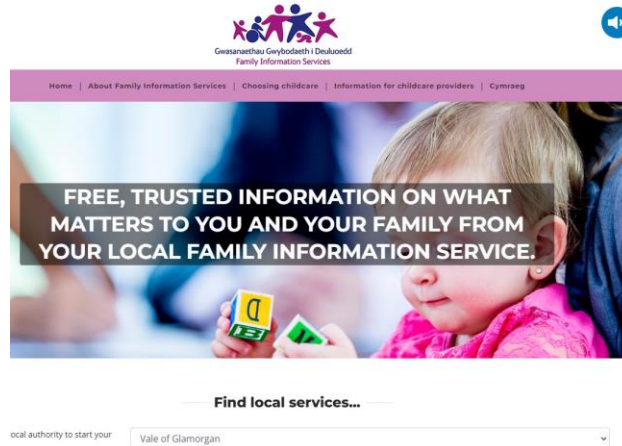 Gwasanaethau Gwybodaeth i Deuluoedd
Family Information Services
Home | About Family Information Services | Choosing childcare | Information for childcare providers | Cymraeg
FREE, TRUSTED INFORMATION ON WHAT
MATTERS TO YOU AND YOUR FAMILY FROM
YOUR LOCAL FAMILY INFORMATION SERVICE.
D
Find local services...
ocal authority to start your
Vale of Glamorgan